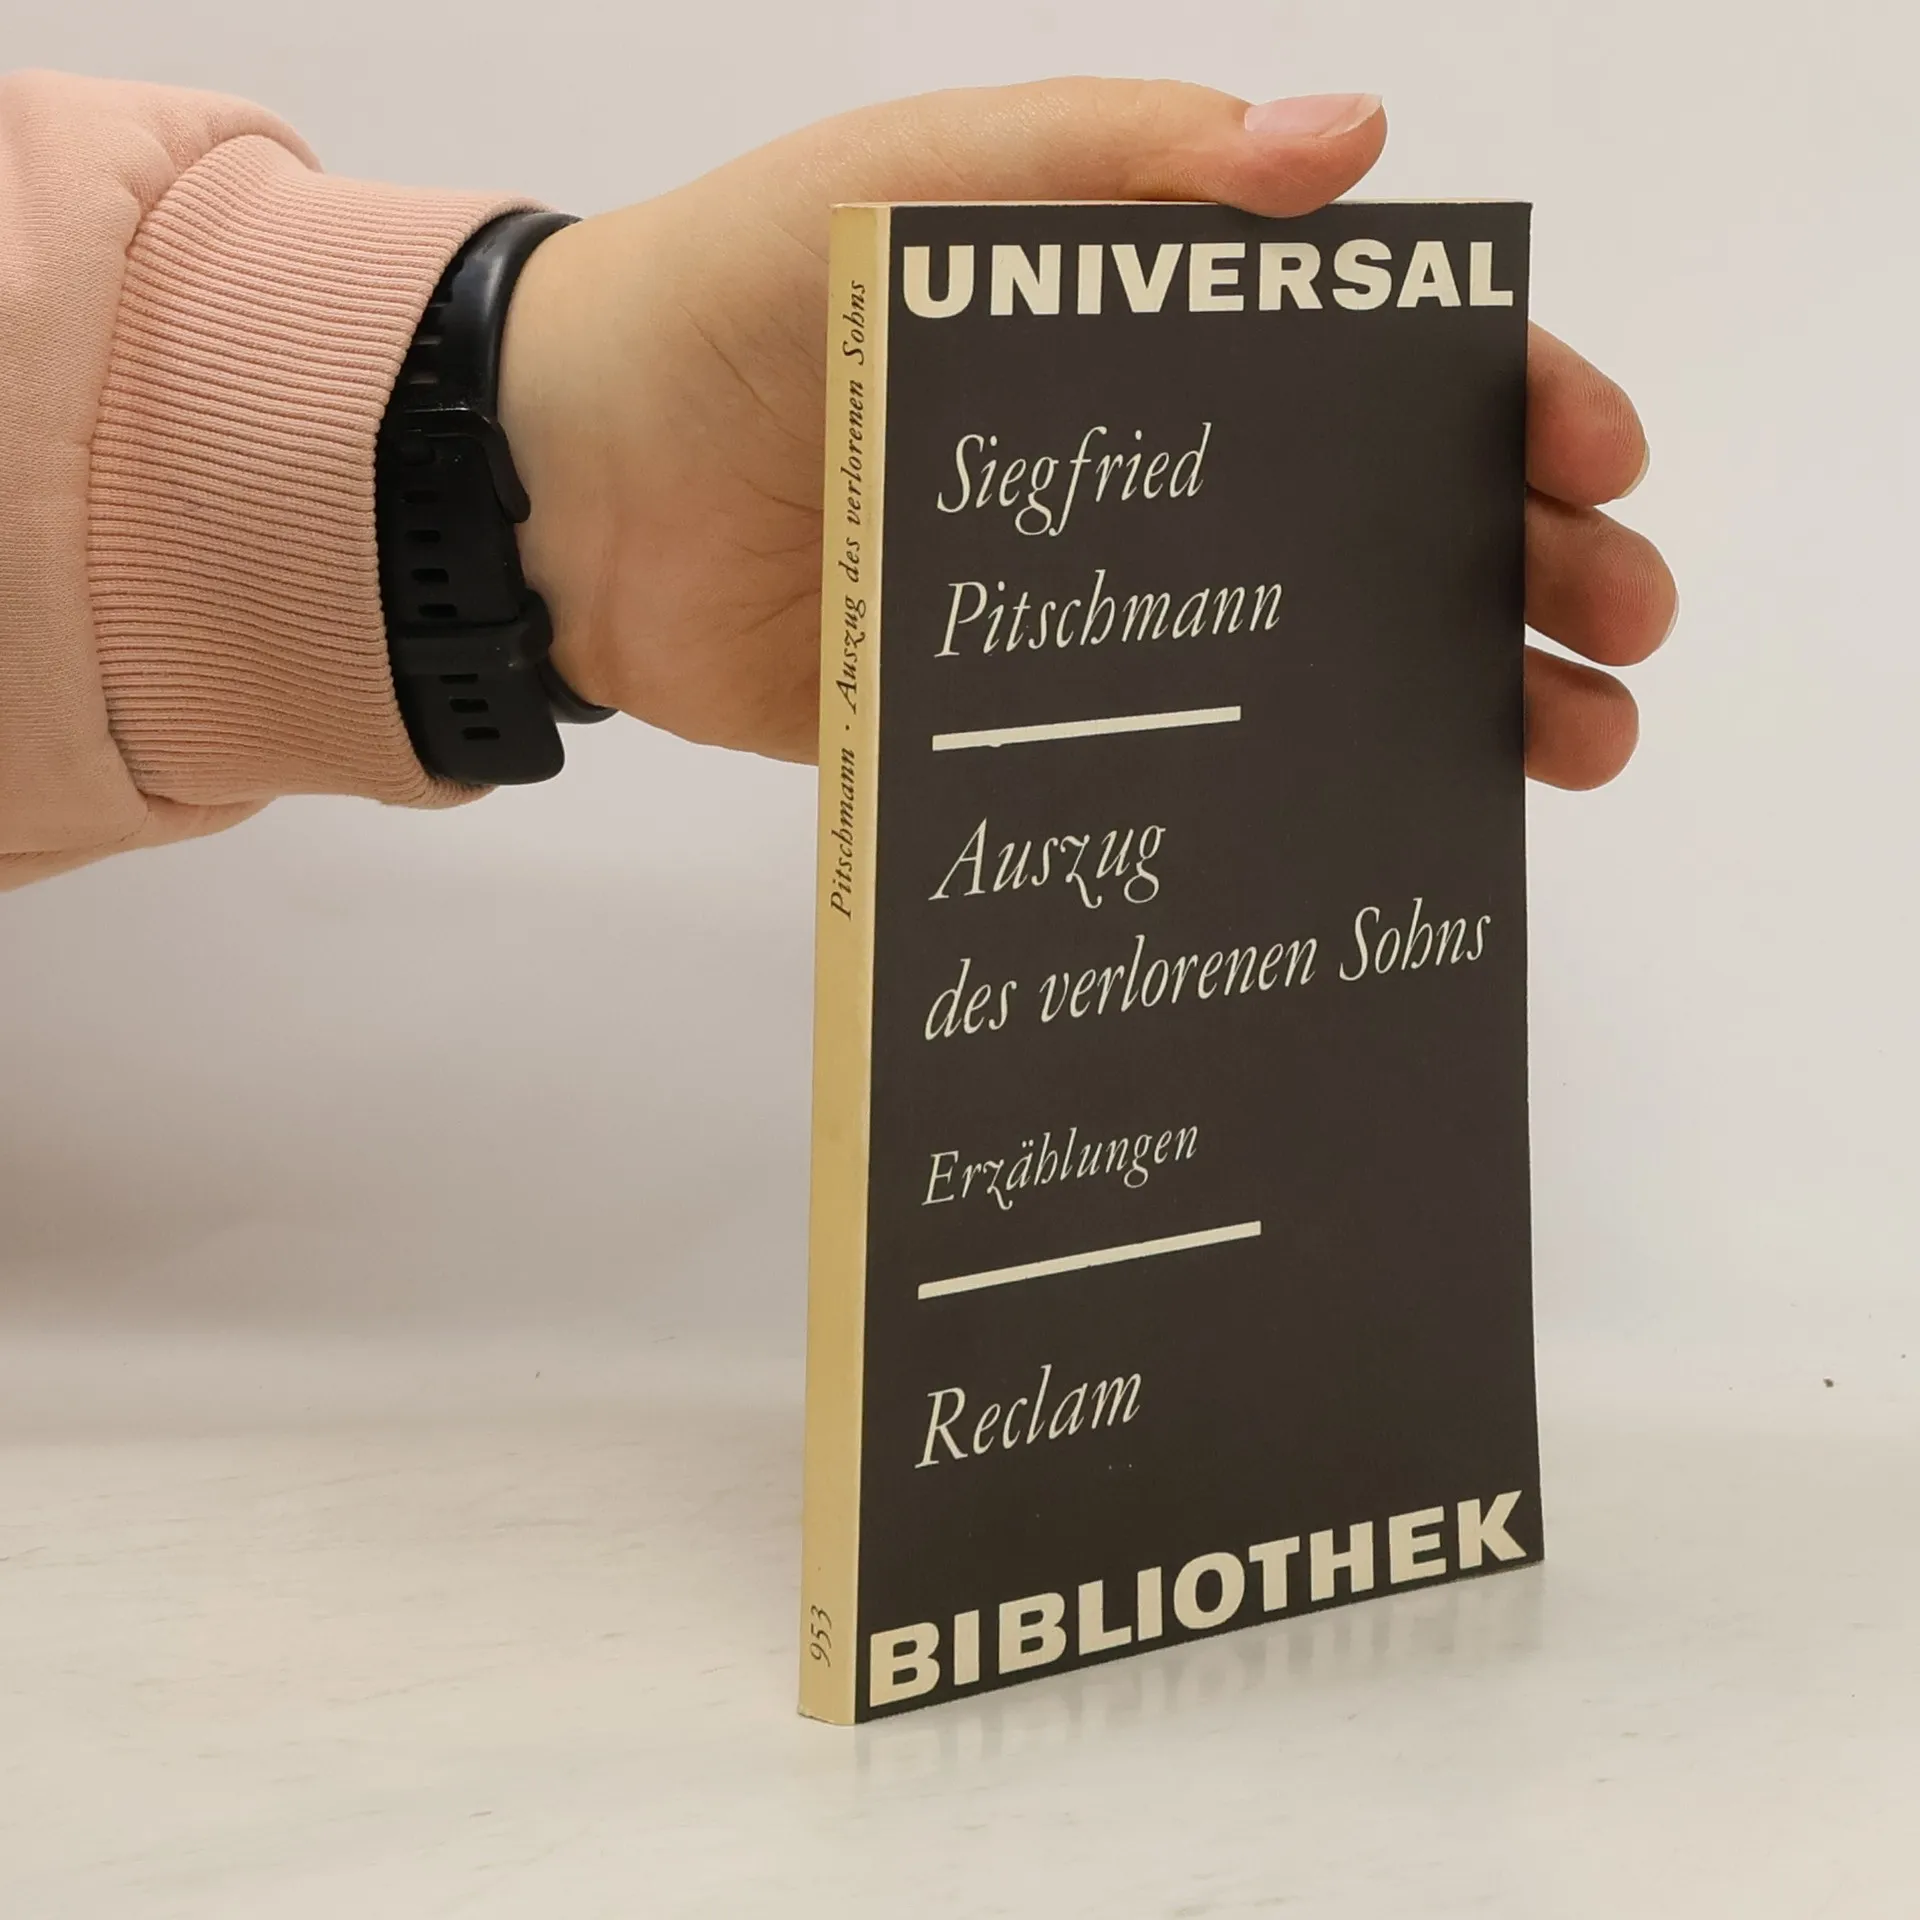 UNIVERSAL
Siegfried
Pitschmann
Auszug
des verlorenen Sohns
Erzählungen
Reclam
BIBLIOTHEK
Pitschmann · Auszug des verlorenen Sohns
953